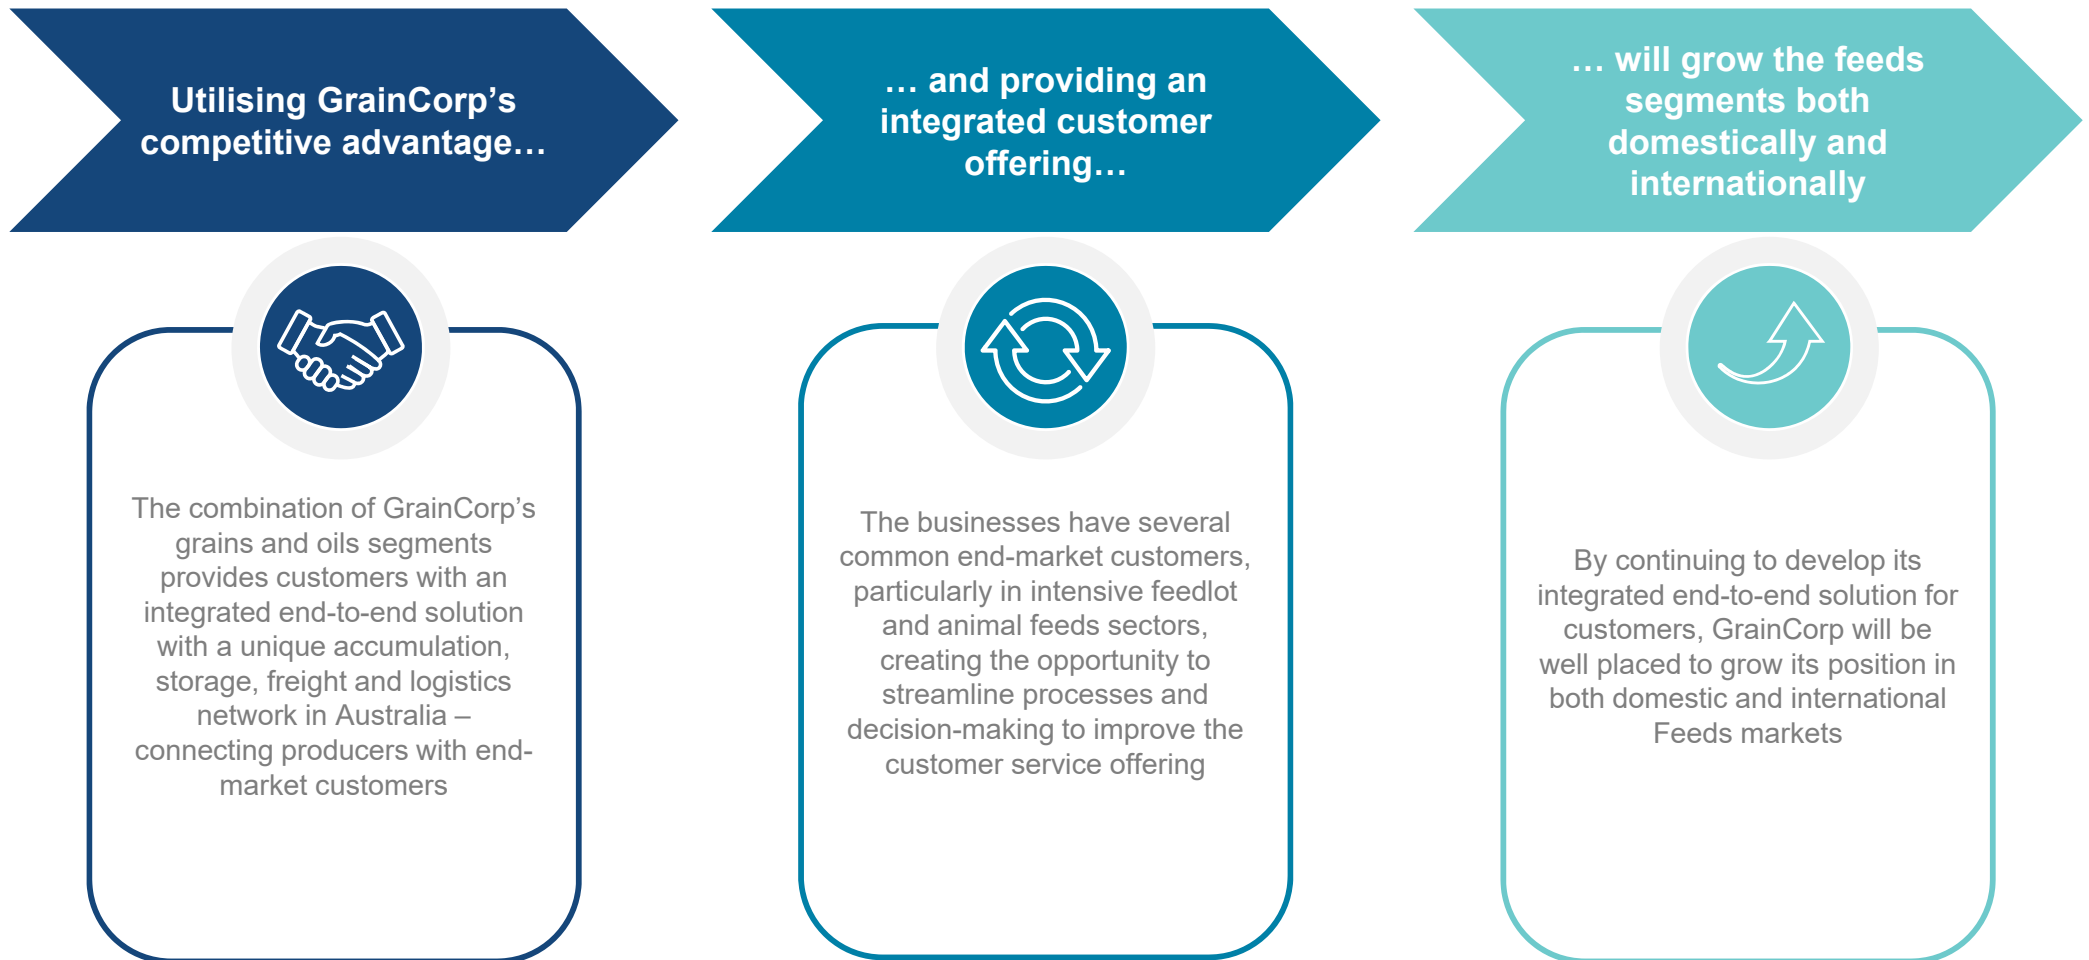 Utilising GrainCorp’s
competitive advantage…
… and providing an
integrated customer
offering…
… will grow the feeds
segments both
domestically and
internationally
The combination of GrainCorp’s
grains and oils segments
provides customers with an
integrated end-to-end solution
with a unique accumulation,
storage, freight and logistics
network in Australia –
connecting producers with end-
market customers
The businesses have several
common end-market customers,
particularly in intensive feedlot
and animal feeds sectors,
creating the opportunity to
streamline processes and
decision-making to improve the
customer service offering
By continuing to develop its
integrated end-to-end solution for
customers, GrainCorp will be
well placed to grow its position in
both domestic and international
Feeds markets